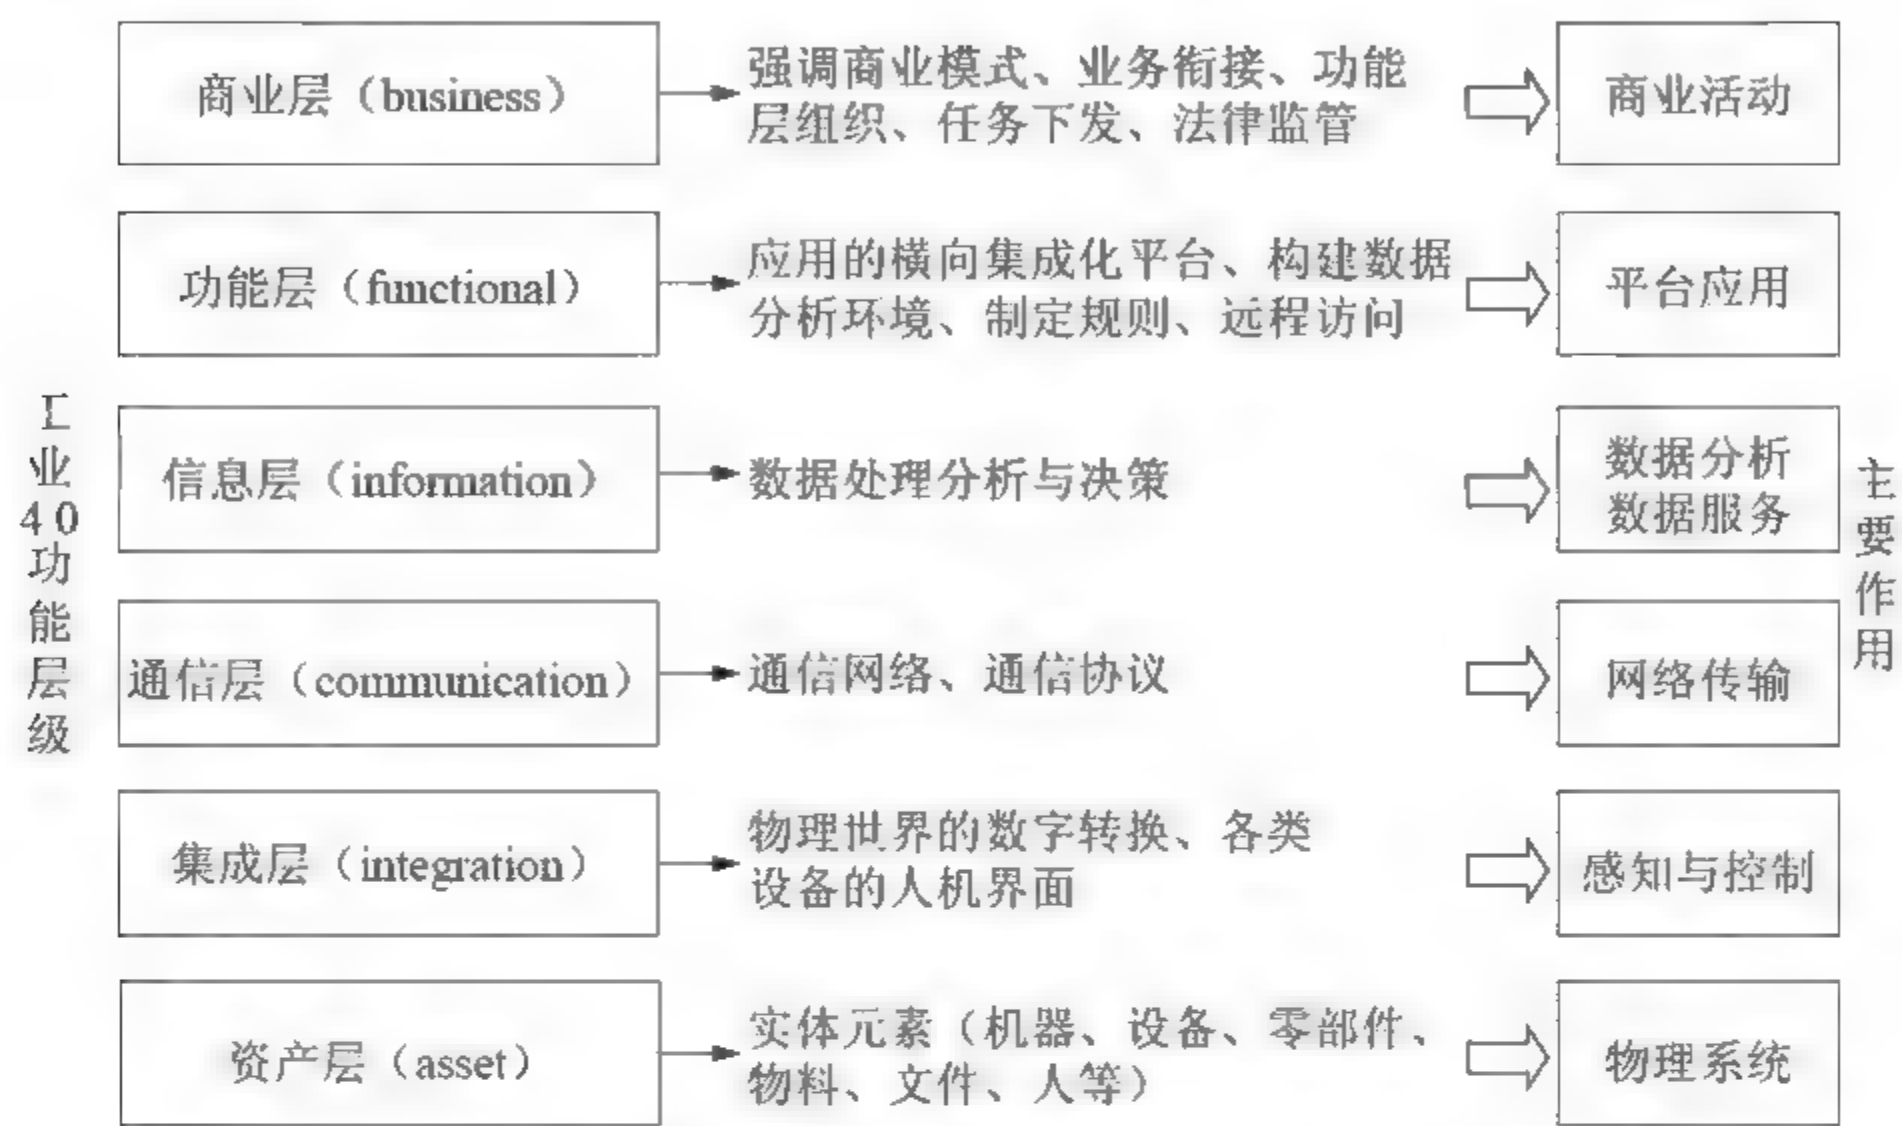 商业层（business）
强调商业模式、业务衔接、功能
层组织、任务下发、法律监管
商业活动
功能层（functional）
应用的横向集成化平台、构建数据
分析环境、制定规则、远程访问
平台应用
工业40功能层级
信息层（information）
数据处理分析与决策
数据分析
数据服务
主要作用
通信层（communication）
通信网络、通信协议
网络传输
集成层（integration）
物理世界的数字转换、各类
设备的人机界面
感知与控制
资产层（asset）
实体元素（机器、设备、零部件、
物料、文件、人等）
物理系统